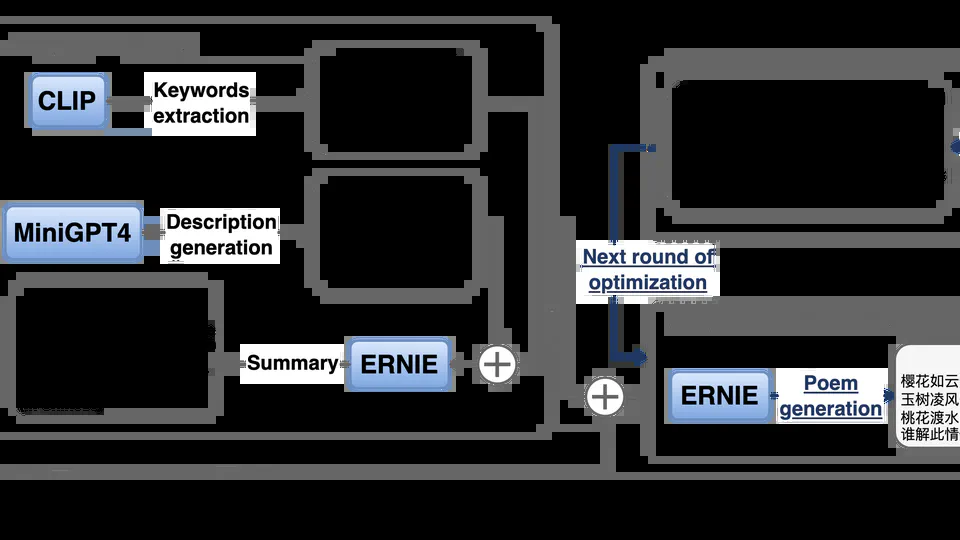 CLIP
Keywords
extraction
MiniGPT4
Description
generation
Next round of
optimization
Summary
ERNIE
ERNIE
Poem
generation
樱花如云
玉树凌风
桃花渡水
谁解此情